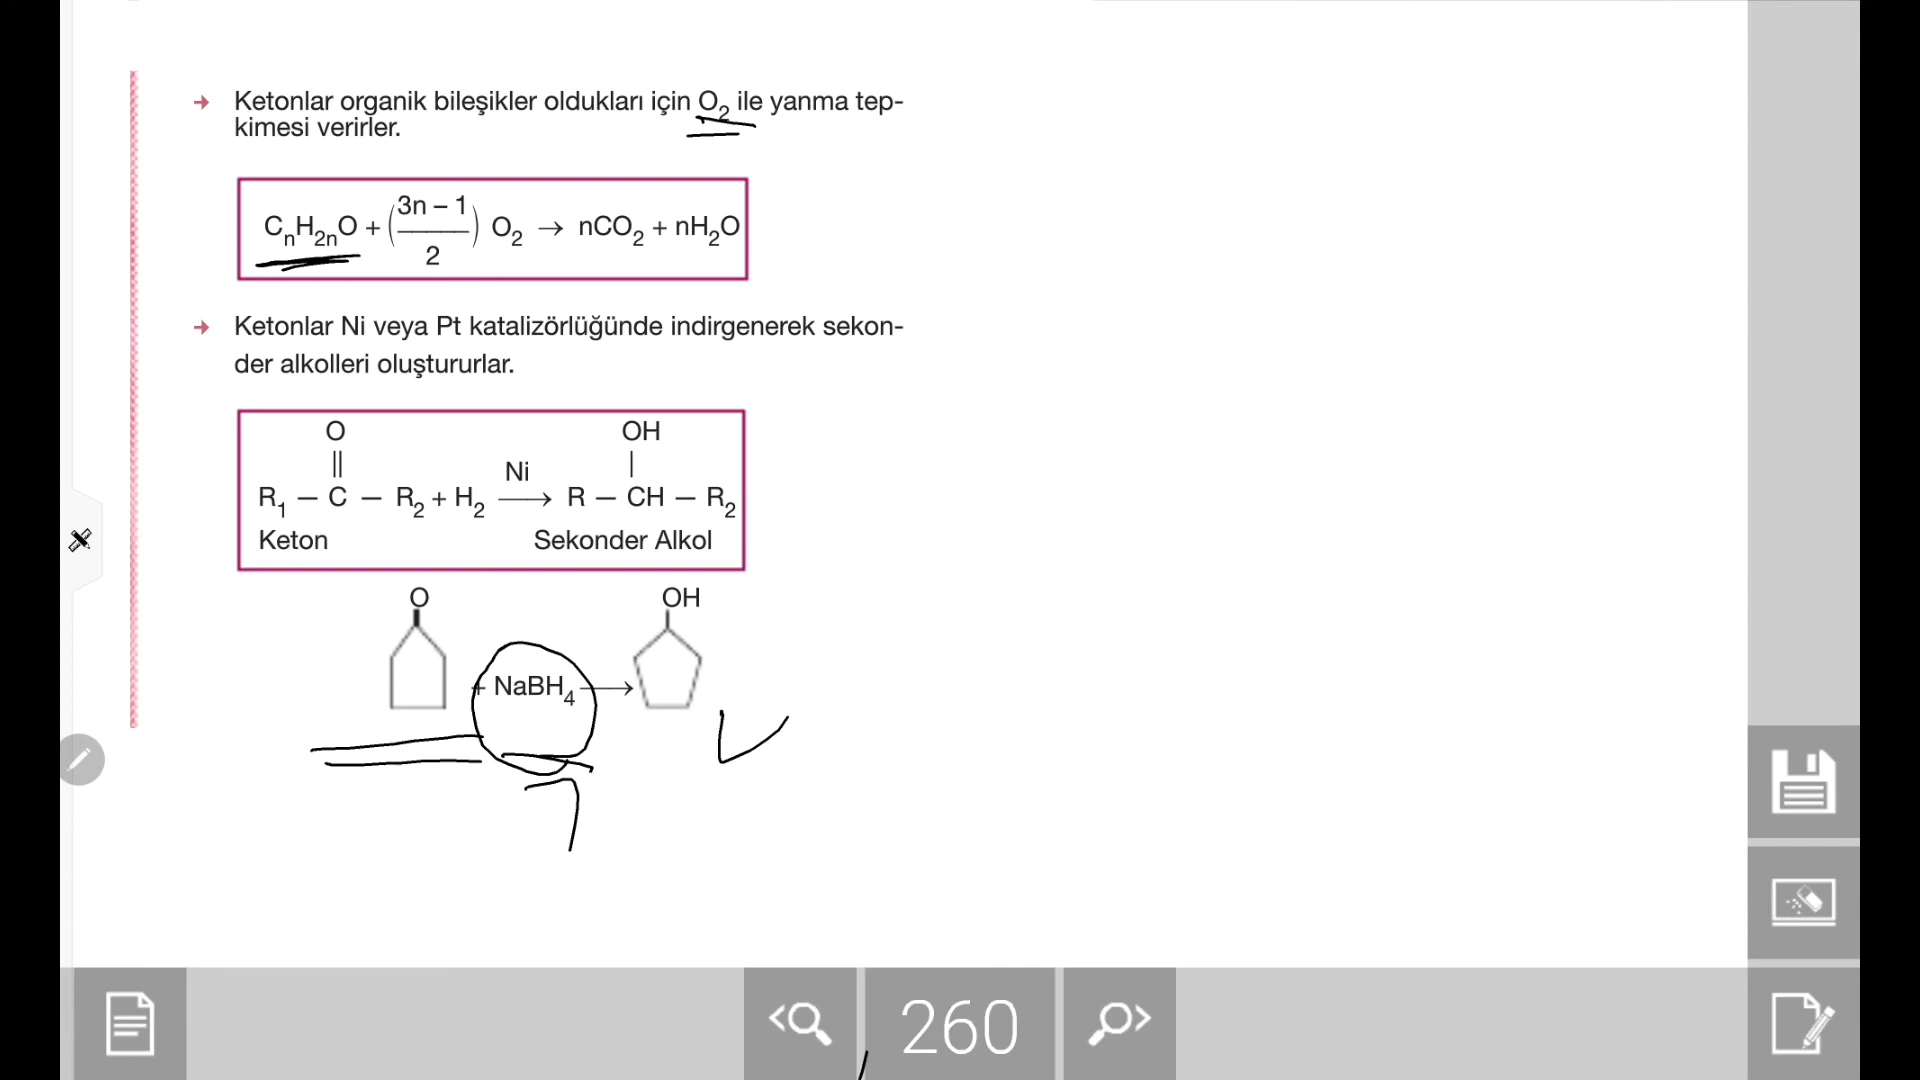 → Ketonlar organik bileşikler oldukları için O₂ ile yanma tep-
kimesi verirler.
CₙH₂ₙO + (3n – 1 / 2) O₂ → nCO₂ + nH₂O
→ Ketonlar Ni veya Pt katalizörlüğünde indirgenerek sekon-
der alkolleri oluştururlar.
O OH
|| Ni |
R₁ — C — R₂ + H₂ → R — CH — R₂
Keton Sekonder Alkol
O OH
+ NaBH₄ →
260